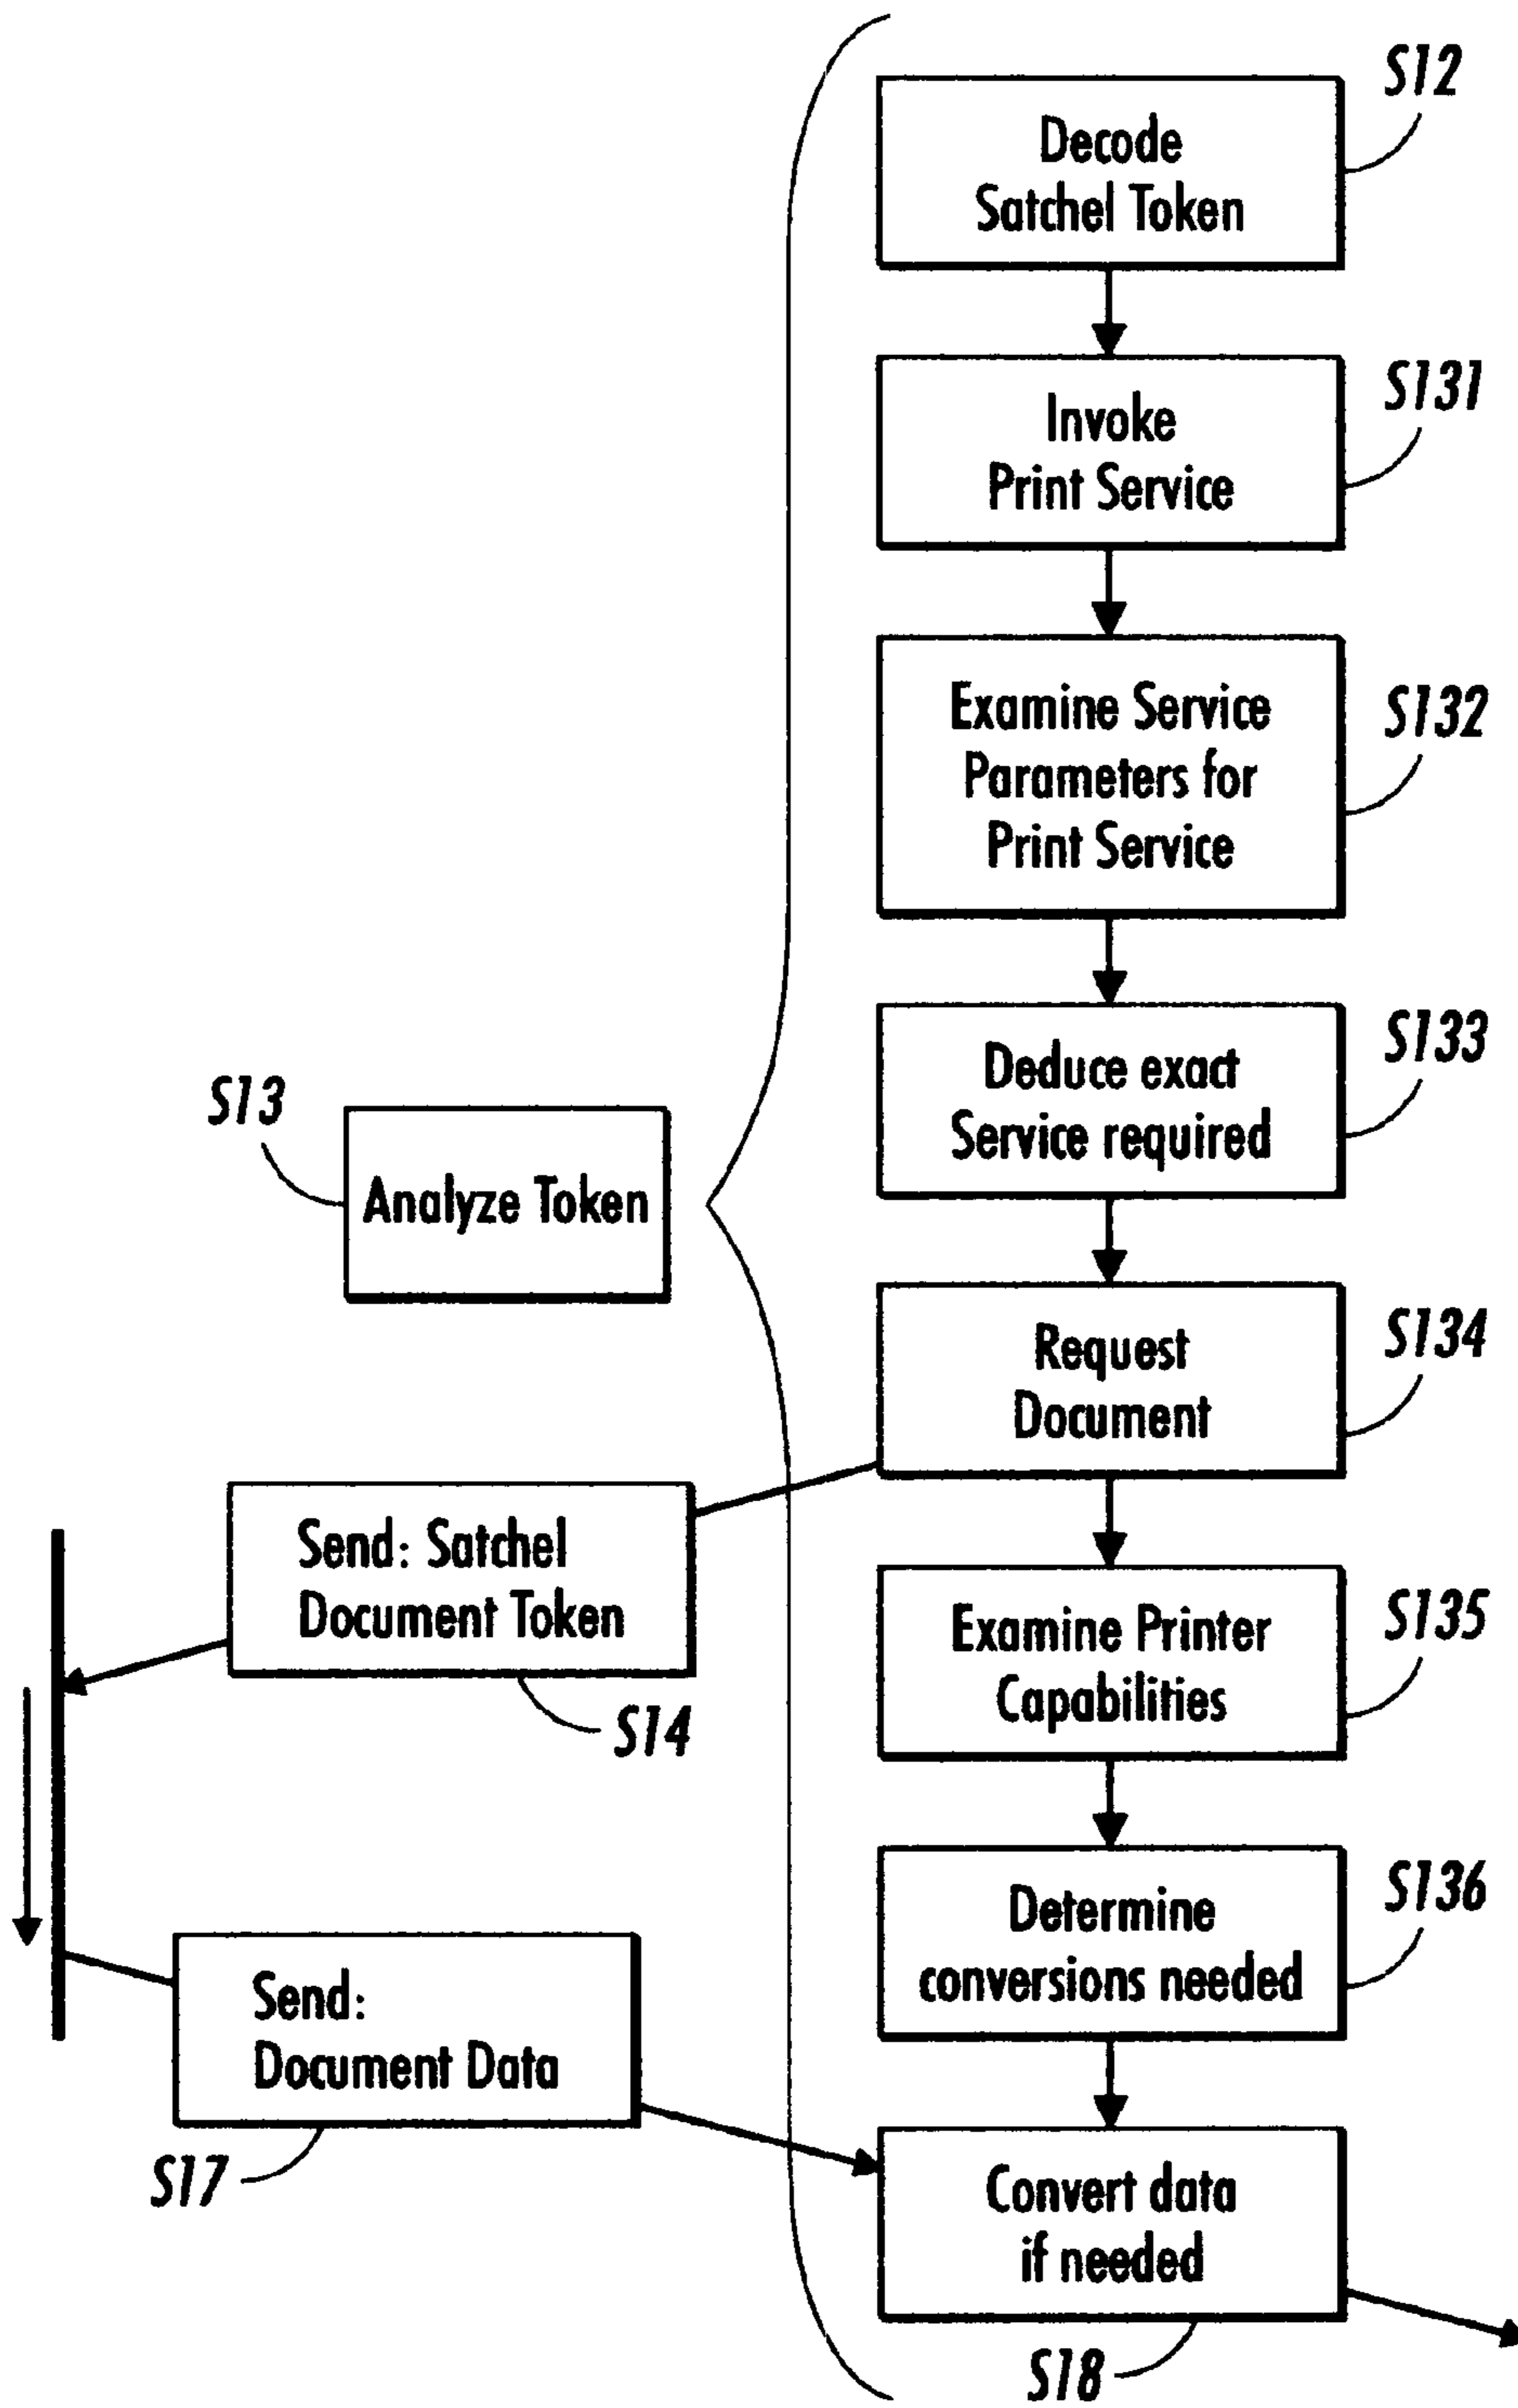 S12
Decode
Satchel Token
S131
Invoke
Print Service
S132
Examine Service
Parameters for
Print Service
S133
Deduce exact
Service required
S13
Analyze Token
S134
Request
Document
Send: Satchel
Document Token
S14
S135
Examine Printer
Capabilities
S136
Determine
conversions needed
Send:
Document Data
S17
Convert data
if needed
S18